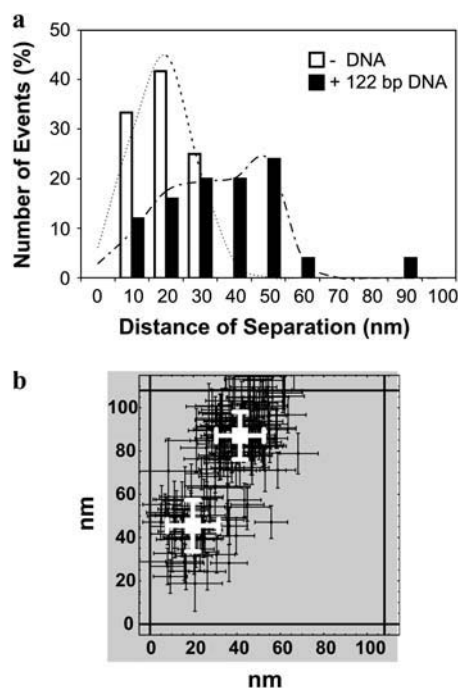 a
50
40
30
20
10
0
Number of Events (%)
- DNA
+ 122 bp DNA
0 10 20 30 40 50 60 70 80 90 100
Distance of Separation (nm)
b
100
80
60
40
20
0
nm
0 20 40 60 80 100
nm